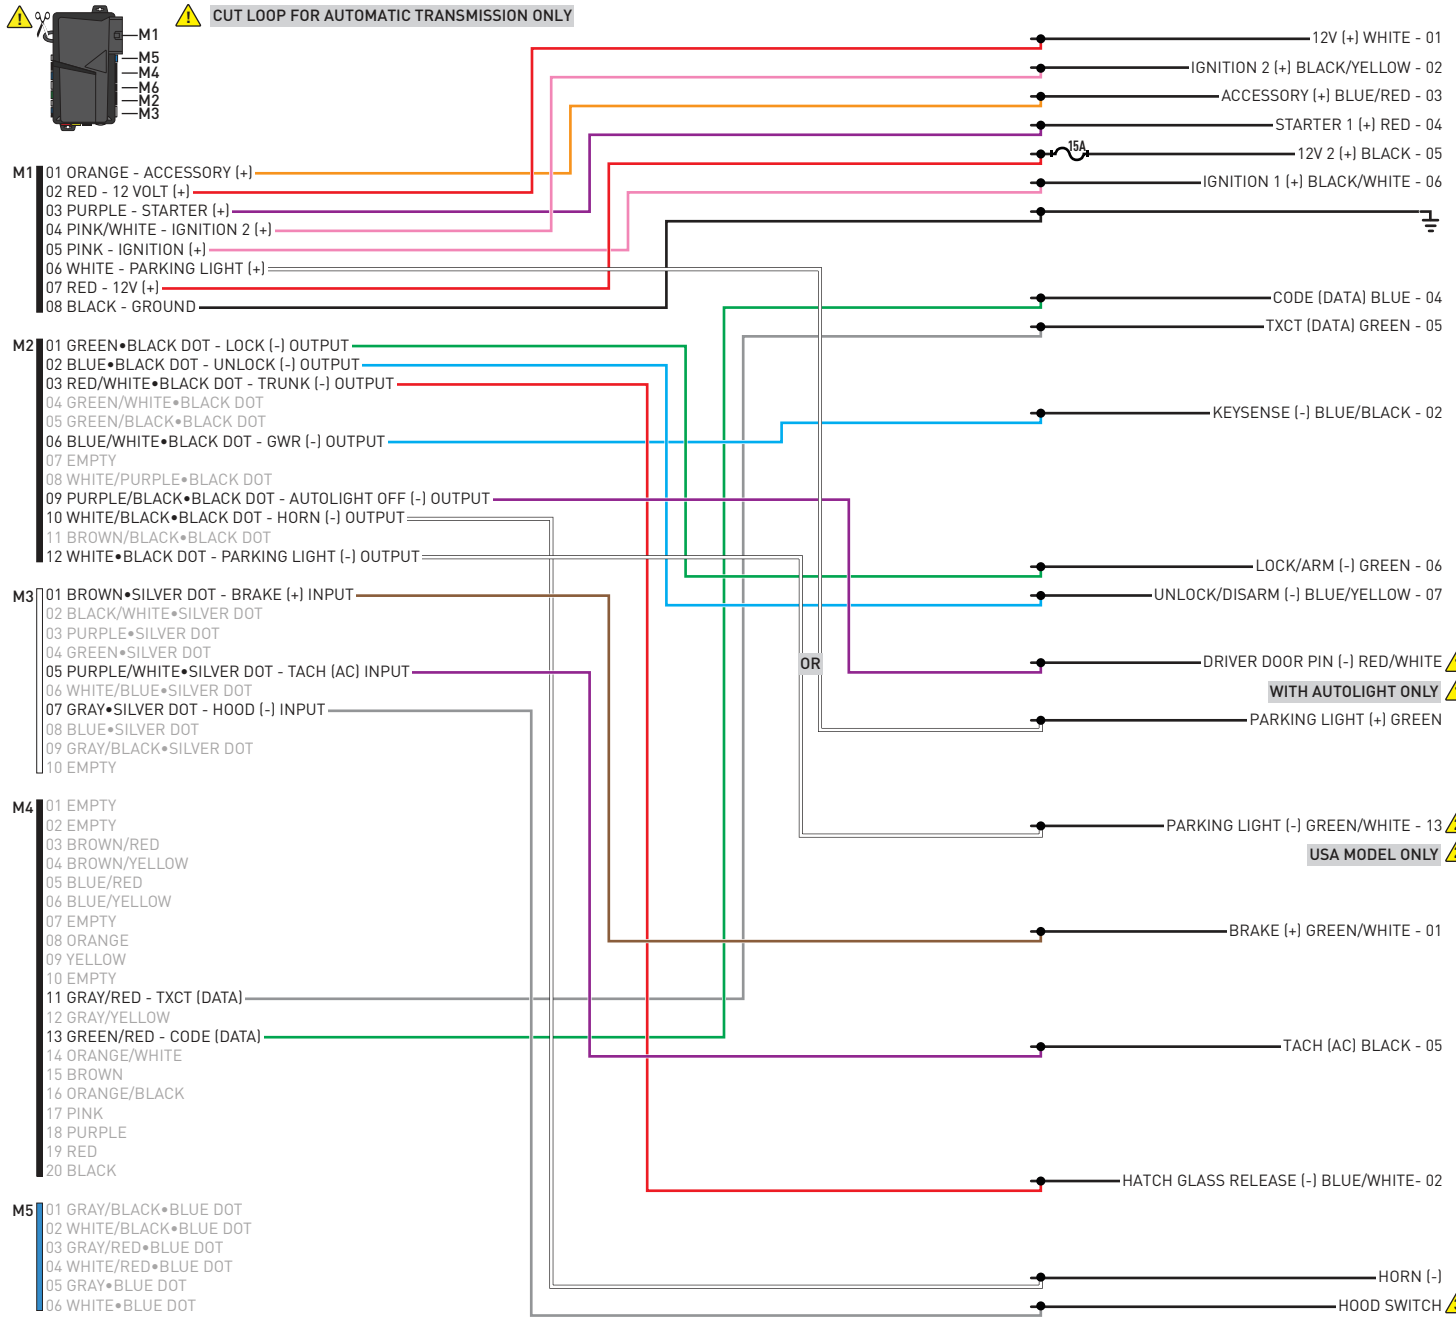 CUT LOOP FOR AUTOMATIC TRANSMISSION ONLY
M1
M5
M4
M6
M2
M3
M1
01 ORANGE - ACCESSORY (+)
02 RED - 12 VOLT (+)
03 PURPLE - STARTER (+)
04 PINK/WHITE - IGNITION 2 (+)
05 PINK - IGNITION (+)
06 WHITE - PARKING LIGHT (+)
07 RED - 12V (+)
08 BLACK - GROUND
M2
01 GREEN•BLACK DOT - LOCK (-) OUTPUT
02 BLUE•BLACK DOT - UNLOCK (-) OUTPUT
03 RED/WHITE•BLACK DOT - TRUNK (-) OUTPUT
04 GREEN/WHITE•BLACK DOT
05 GREEN/BLACK•BLACK DOT
06 BLUE/WHITE•BLACK DOT - GWR (-) OUTPUT
07 EMPTY
08 WHITE/PURPLE•BLACK DOT
09 PURPLE/BLACK•BLACK DOT - AUTOLIGHT OFF (-) OUTPUT
10 WHITE/BLACK•BLACK DOT - HORN (-) OUTPUT
11 BROWN/BLACK•BLACK DOT
12 WHITE•BLACK DOT - PARKING LIGHT (-) OUTPUT
M3
01 BROWN•SILVER DOT - BRAKE (+) INPUT
02 BLACK/WHITE•SILVER DOT
03 PURPLE•SILVER DOT
04 GREEN•SILVER DOT
05 PURPLE/WHITE•SILVER DOT - TACH (AC) INPUT
06 WHITE/BLUE•SILVER DOT
07 GRAY•SILVER DOT - HOOD (-) INPUT
08 BLUE•SILVER DOT
09 GRAY/BLACK•SILVER DOT
10 EMPTY
M4
01 EMPTY
02 EMPTY
03 BROWN/RED
04 BROWN/YELLOW
05 BLUE/RED
06 BLUE/YELLOW
07 EMPTY
08 ORANGE
09 YELLOW
10 EMPTY
11 GRAY/RED - TXCT (DATA)
12 GRAY/YELLOW
13 GREEN/RED - CODE (DATA)
14 ORANGE/WHITE
15 BROWN
16 ORANGE/BLACK
17 PINK
18 PURPLE
19 RED
20 BLACK
M5
01 GRAY/BLACK•BLUE DOT
02 WHITE/BLACK•BLUE DOT
03 GRAY/RED•BLUE DOT
04 WHITE/RED•BLUE DOT
05 GRAY•BLUE DOT
06 WHITE•BLUE DOT
OR
12V (+) WHITE - 01
IGNITION 2 (+) BLACK/YELLOW - 02
ACCESSORY (+) BLUE/RED - 03
STARTER 1 (+) RED - 04
15A
12V 2 (+) BLACK - 05
IGNITION 1 (+) BLACK/WHITE - 06
CODE (DATA) BLUE - 04
TXCT (DATA) GREEN - 05
KEYSENSE (-) BLUE/BLACK - 02
LOCK/ARM (-) GREEN - 06
UNLOCK/DISARM (-) BLUE/YELLOW - 07
DRIVER DOOR PIN (-) RED/WHITE
WITH AUTOLIGHT ONLY
PARKING LIGHT (+) GREEN
PARKING LIGHT (-) GREEN/WHITE - 13
USA MODEL ONLY
BRAKE (+) GREEN/WHITE - 01
TACH (AC) BLACK - 05
HATCH GLASS RELEASE (-) BLUE/WHITE- 02
HORN (-)
HOOD SWITCH